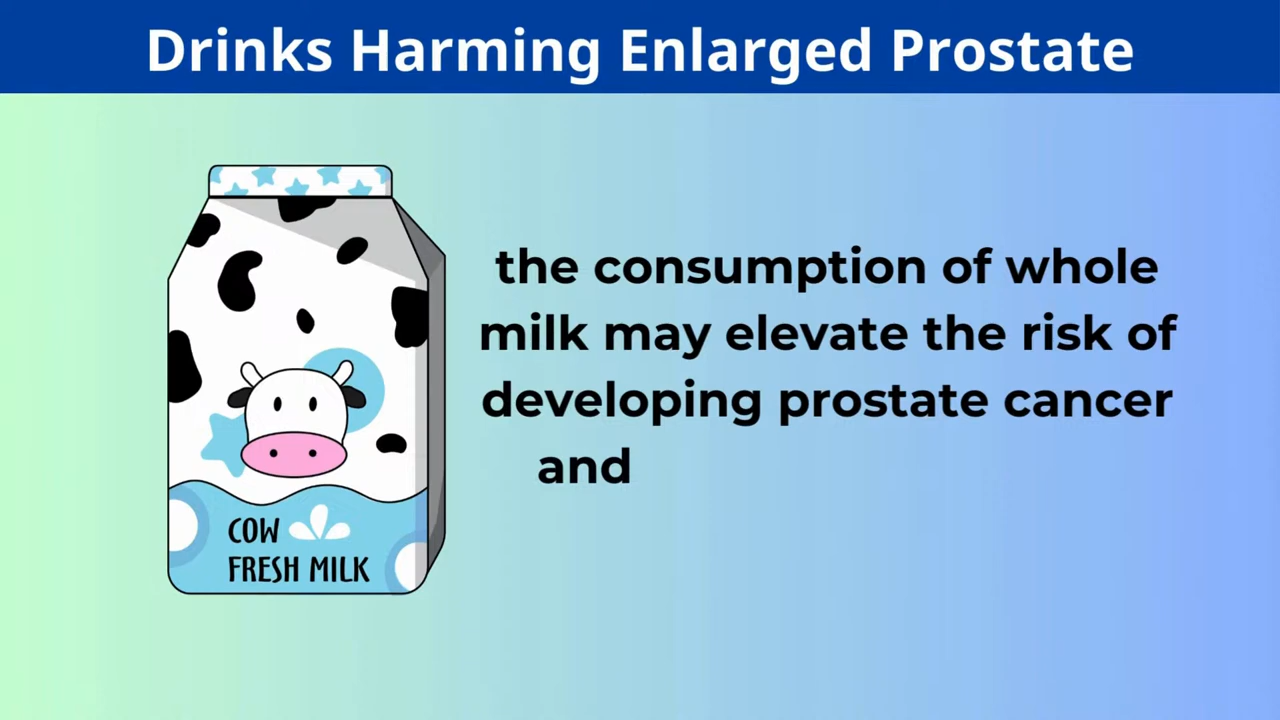 Drinks Harming Enlarged Prostate
the consumption of whole
milk may elevate the risk of
developing prostate cancer
and
COW
FRESH MILK